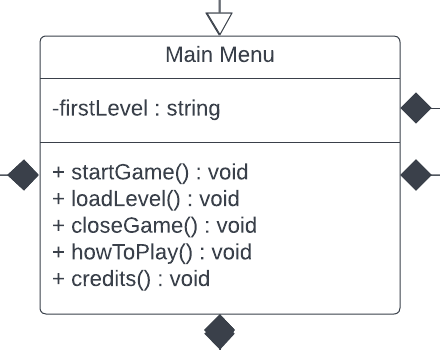 Main Menu
-firstLevel : string
+ startGame() : void
+ loadLevel() : void
+ closeGame() : void
+ howToPlay() : void
+ credits() : void